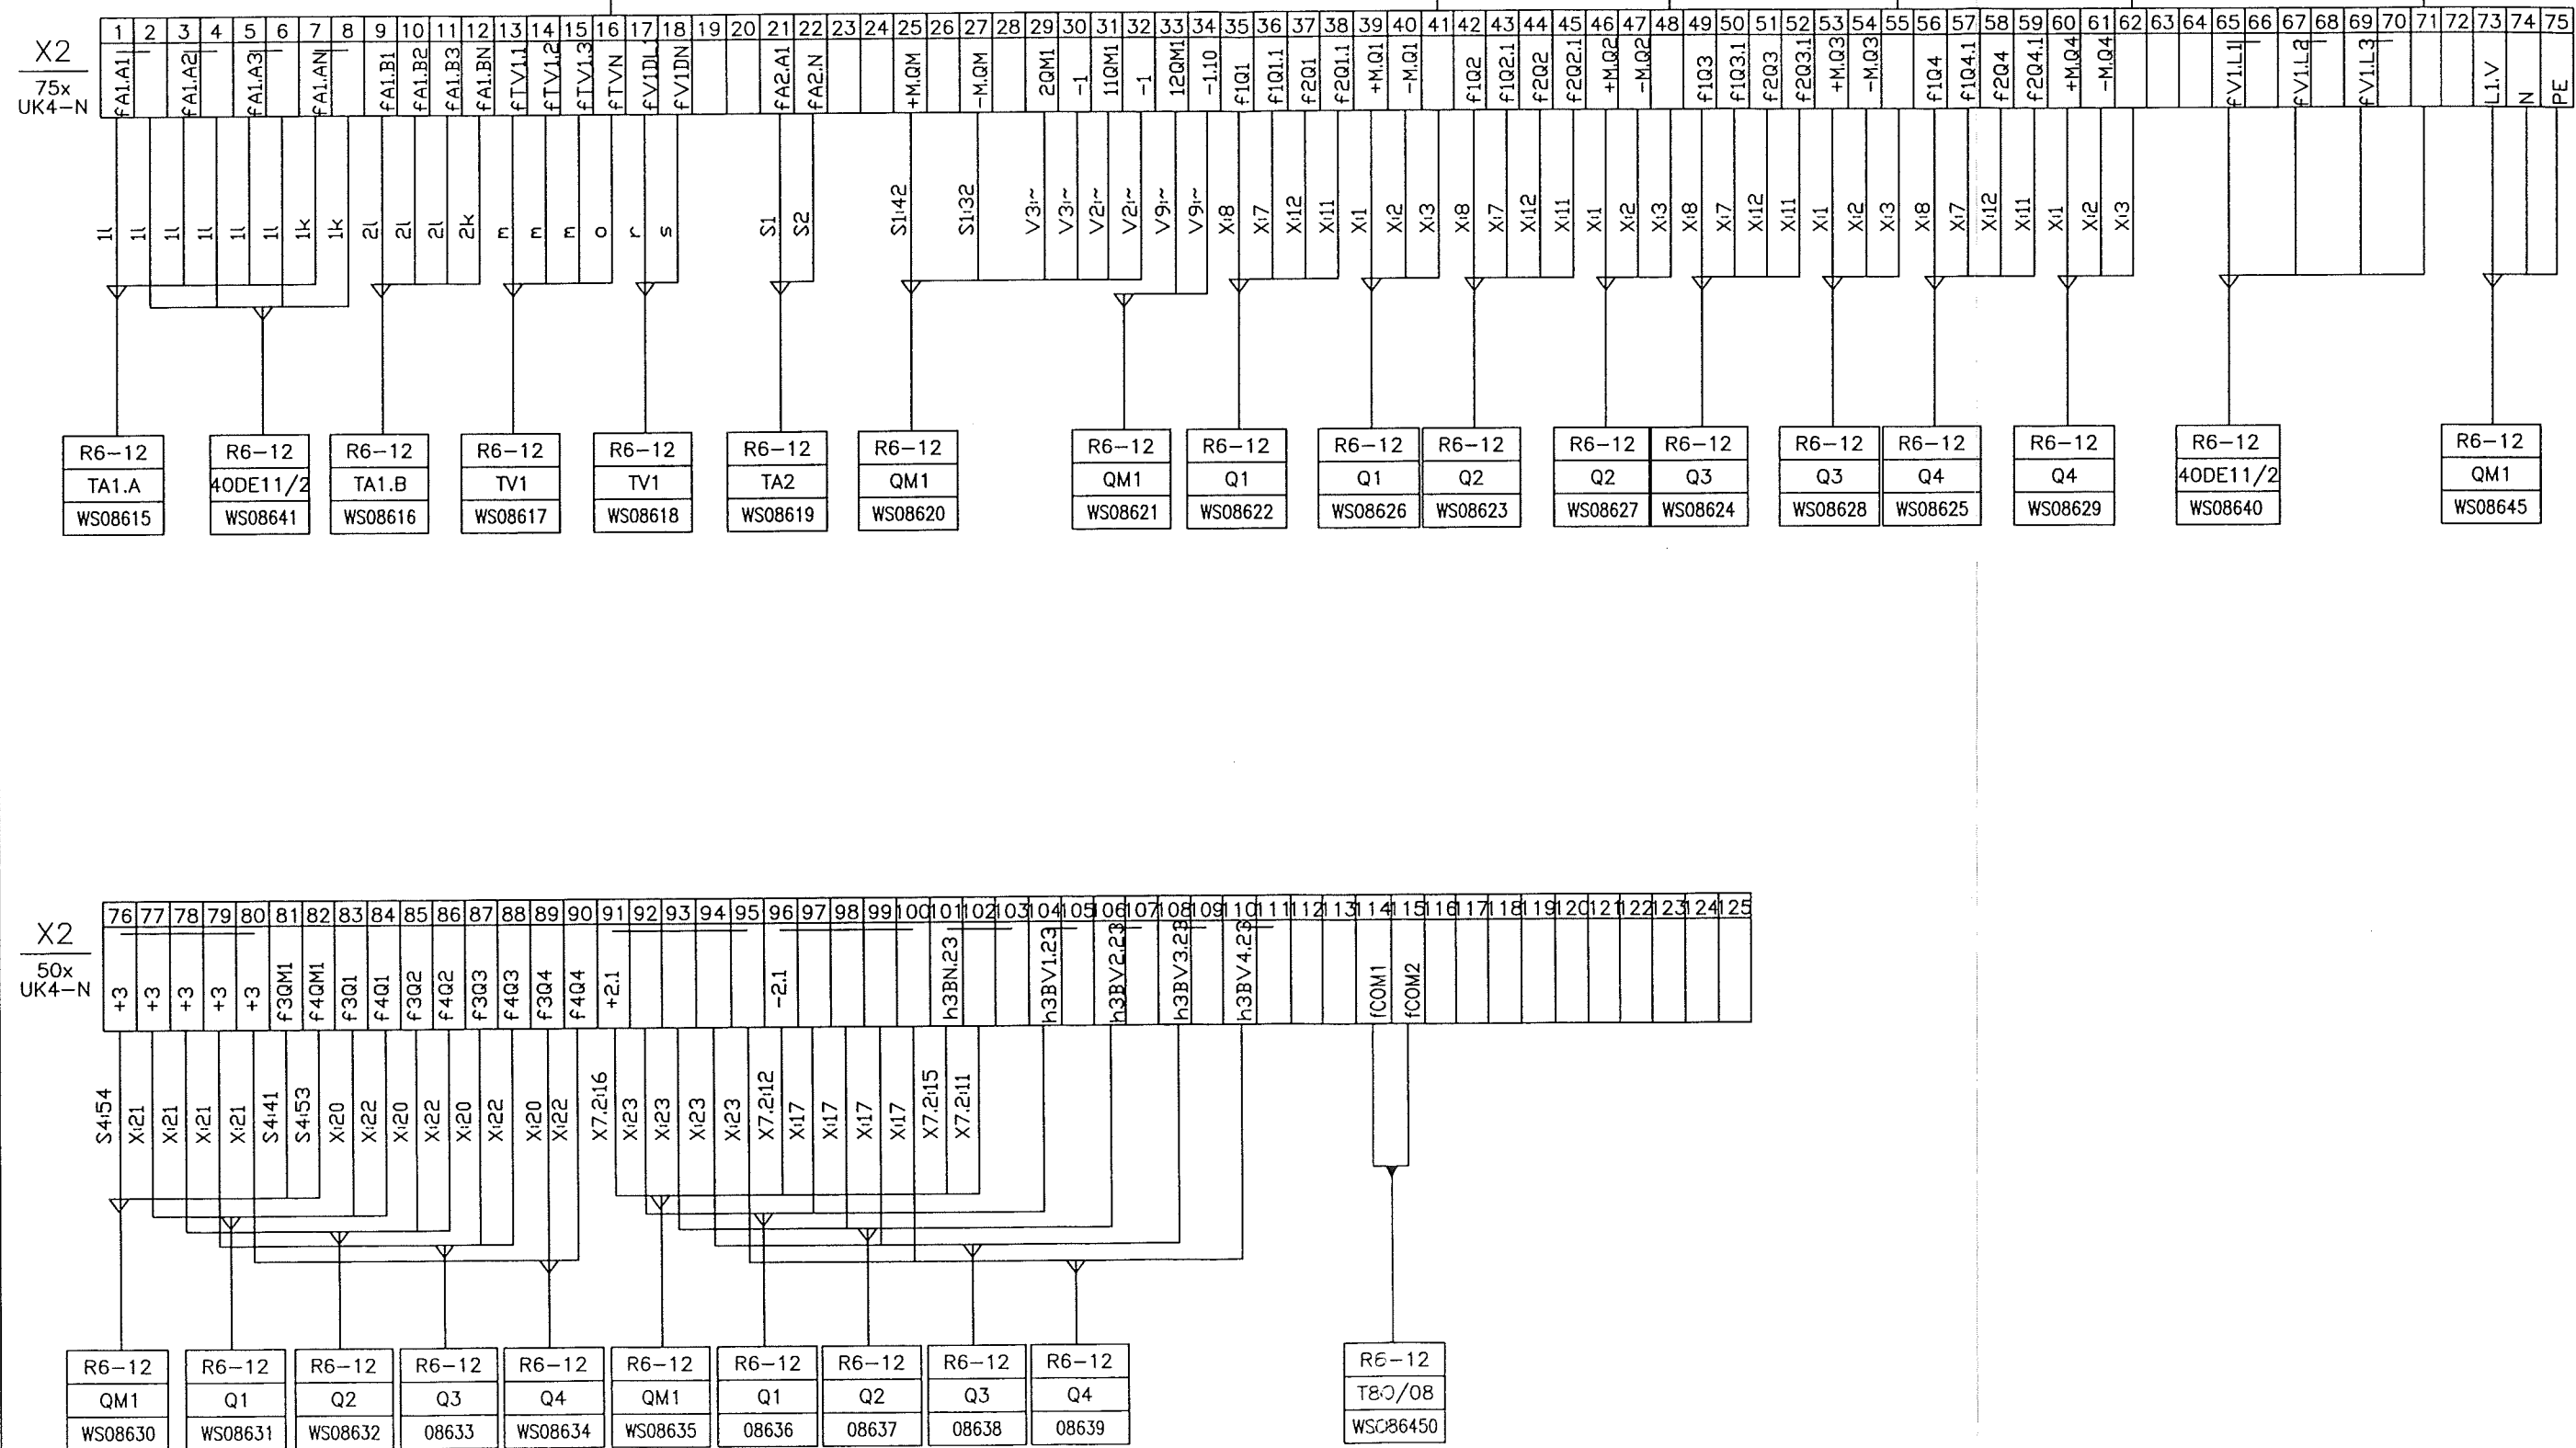 X2
75x
UK4-N
1 2 3 4 5 6 7 8 9 10 11 12 13 14 15 16 17 18 19 20 21 22 23 24 25 26 27 28 29 30 31 32 33 34 35 36 37 38 39 40 41 42 43 44 45 46 47 48 49 50 51 52 53 54 55 56 57 58 59 60 61 62 63 64 65 66 67 68 69 70 71 72 73 74 75
fA1.A1 fA1.A2 fA1.A3 fA1.AN fA1.B1 fA1.B2 fA1.B3 fA1.BN fTV1.1 fTV1.2 fTV1.3 fTVN fV1DL fV1DN fA2.A1 fA2.N +M.QM -M.QM 2QM1 -1 11QM1 -1 12QM1 -1.10 f1Q1 f1Q1.1 f2Q1 f2Q1.1 +M.Q1 -M.Q1 f1Q2 f1Q2.1 f2Q2 f2Q2.1 +M.Q2 -M.Q2 f1Q3 f1Q3.1 f2Q3 f2Q3.1 +M.Q3 -M.Q3 f1Q4 f1Q4.1 f2Q4 f2Q4.1 +M.Q4 -M.Q4 fV1.L1 fV1.L2 fV1.L3 L1.V N PE
1l 1l 1l 1l 1l 1l 1k 1k 2l 2l 2l 2k m m m o r s S1 S2 S1:42 S1:32 V3:~ V3:~ V2:~ V2:~ V9:~ V9:~ X:8 X:7 X:12 X:11 X:1 X:2 X:3 X:8 X:7 X:12 X:11 X:1 X:2 X:3 X:8 X:7 X:12 X:11 X:1 X:2 X:3 X:8 X:7 X:12 X:11 X:1 X:2 X:3
R6-12 R6-12 R6-12 R6-12 R6-12 R6-12 R6-12 R6-12 R6-12 R6-12 R6-12 R6-12 R6-12 R6-12 R6-12 R6-12 R6-12 R6-12
TA1.A 40DE11/2 TA1.B TV1 TV1 TA2 QM1 QM1 Q1 Q1 Q2 Q2 Q3 Q3 Q4 Q4 40DE11/2 QM1
WS08615 WS08641 WS08616 WS08617 WS08618 WS08619 WS08620 WS08621 WS08622 WS08626 WS08623 WS08627 WS08624 WS08628 WS08625 WS08629 WS08640 WS08645
X2
50x
UK4-N
76 77 78 79 80 81 82 83 84 85 86 87 88 89 90 91 92 93 94 95 96 97 98 99 100 101 102 103 104 105 106 107 108 109 110 111 112 113 114 115 116 117 118 119 120 121 122 123 124 125
+3 +3 +3 +3 +3 f3QM1 f4QM1 f3Q1 f4Q1 f3Q2 f4Q2 f3Q3 f4Q3 f3Q4 f4Q4 +2.1 -2.1 h3BN.23 h3BV1.23 h3BV2.23 h3BV3.23 h3BV4.23 fCOM1 fCOM2
S4:54 X:21 X:21 X:21 X:21 S4:41 S4:53 X:20 X:22 X:20 X:22 X:20 X:22 X:20 X:22 X7.2:16 X:23 X:23 X:23 X:23 X7.2:12 X:17 X:17 X:17 X:17 X7.2:15 X7.2:11
R6-12 R6-12 R6-12 R6-12 R6-12 R6-12 R6-12 R6-12 R6-12 R6-12 R6-12
QM1 Q1 Q2 Q3 Q4 QM1 Q1 Q2 Q3 Q4 T80/08
WS08630 WS08631 WS08632 08633 WS08634 WS08635 08636 08637 08638 08639 WS086450